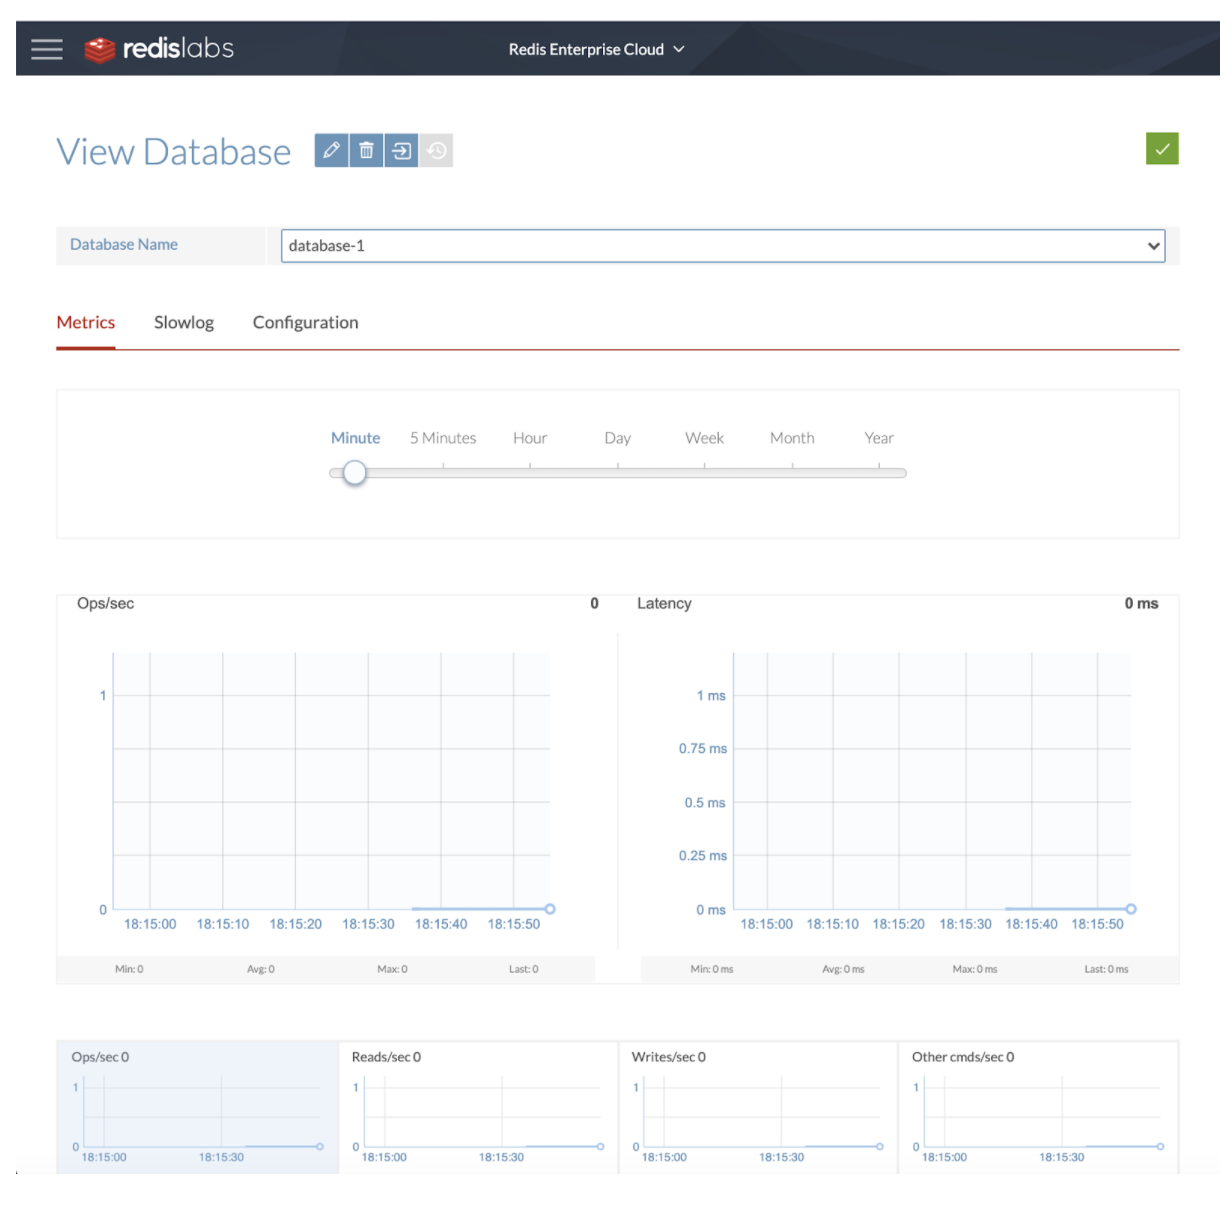 redislabs
Redis Enterprise Cloud
View Database
Database Name
database-1
Metrics Slowlog Configuration
Minute 5 Minutes Hour Day Week Month Year
Ops/sec 0
1
0
18:15:00 18:15:10 18:15:20 18:15:30 18:15:40 18:15:50
Min: 0 Avg: 0 Max: 0 Last: 0
Latency 0 ms
1 ms
0.75 ms
0.5 ms
0.25 ms
0 ms
18:15:00 18:15:10 18:15:20 18:15:30 18:15:40 18:15:50
Min: 0 ms Avg: 0 ms Max: 0 ms Last: 0 ms
Ops/sec 0
1
0
18:15:00 18:15:30
Reads/sec 0
1
0
18:15:00 18:15:30
Writes/sec 0
1
0
18:15:00 18:15:30
Other cmds/sec 0
1
0
18:15:00 18:15:30